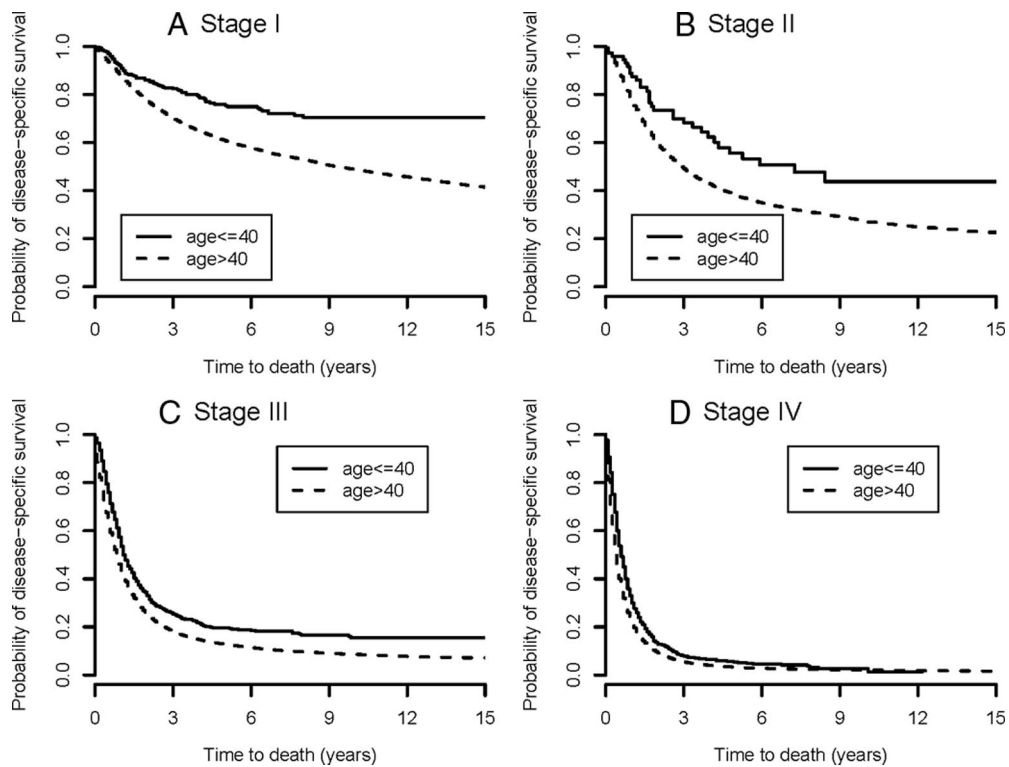 A Stage I
Probability of disease-specific survival
1.0
0.8
0.6
0.4
0.2
0.0
age<=40
age>40
0 3 6 9 12 15
Time to death (years)
B Stage II
Probability of disease-specific survival
1.0
0.8
0.6
0.4
0.2
0.0
age<=40
age>40
0 3 6 9 12 15
Time to death (years)
C Stage III
Probability of disease-specific survival
1.0
0.8
0.6
0.4
0.2
0.0
age<=40
age>40
0 3 6 9 12 15
Time to death (years)
D Stage IV
Probability of disease-specific survival
1.0
0.8
0.6
0.4
0.2
0.0
age<=40
age>40
0 3 6 9 12 15
Time to death (years)